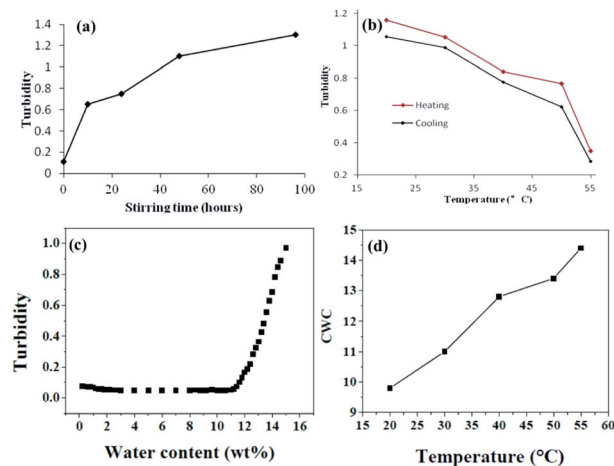 (a)
Turbidity
1.4
1.2
1
0.8
0.6
0.4
0.2
0
0 20 40 60 80 100
Stirring time (hours)
(b)
Turbidity
1.2
1
0.8
0.6
0.4
0.2
Heating
Cooling
15 25 35 45 55
Temperature (° C)
(c)
Turbidity
1.0
0.8
0.6
0.4
0.2
0.0
0 2 4 6 8 10 12 14 16
Water content (wt%)
(d)
CWC
15
14
13
12
11
10
9
15 20 25 30 35 40 45 50 55 60
Temperature (°C)